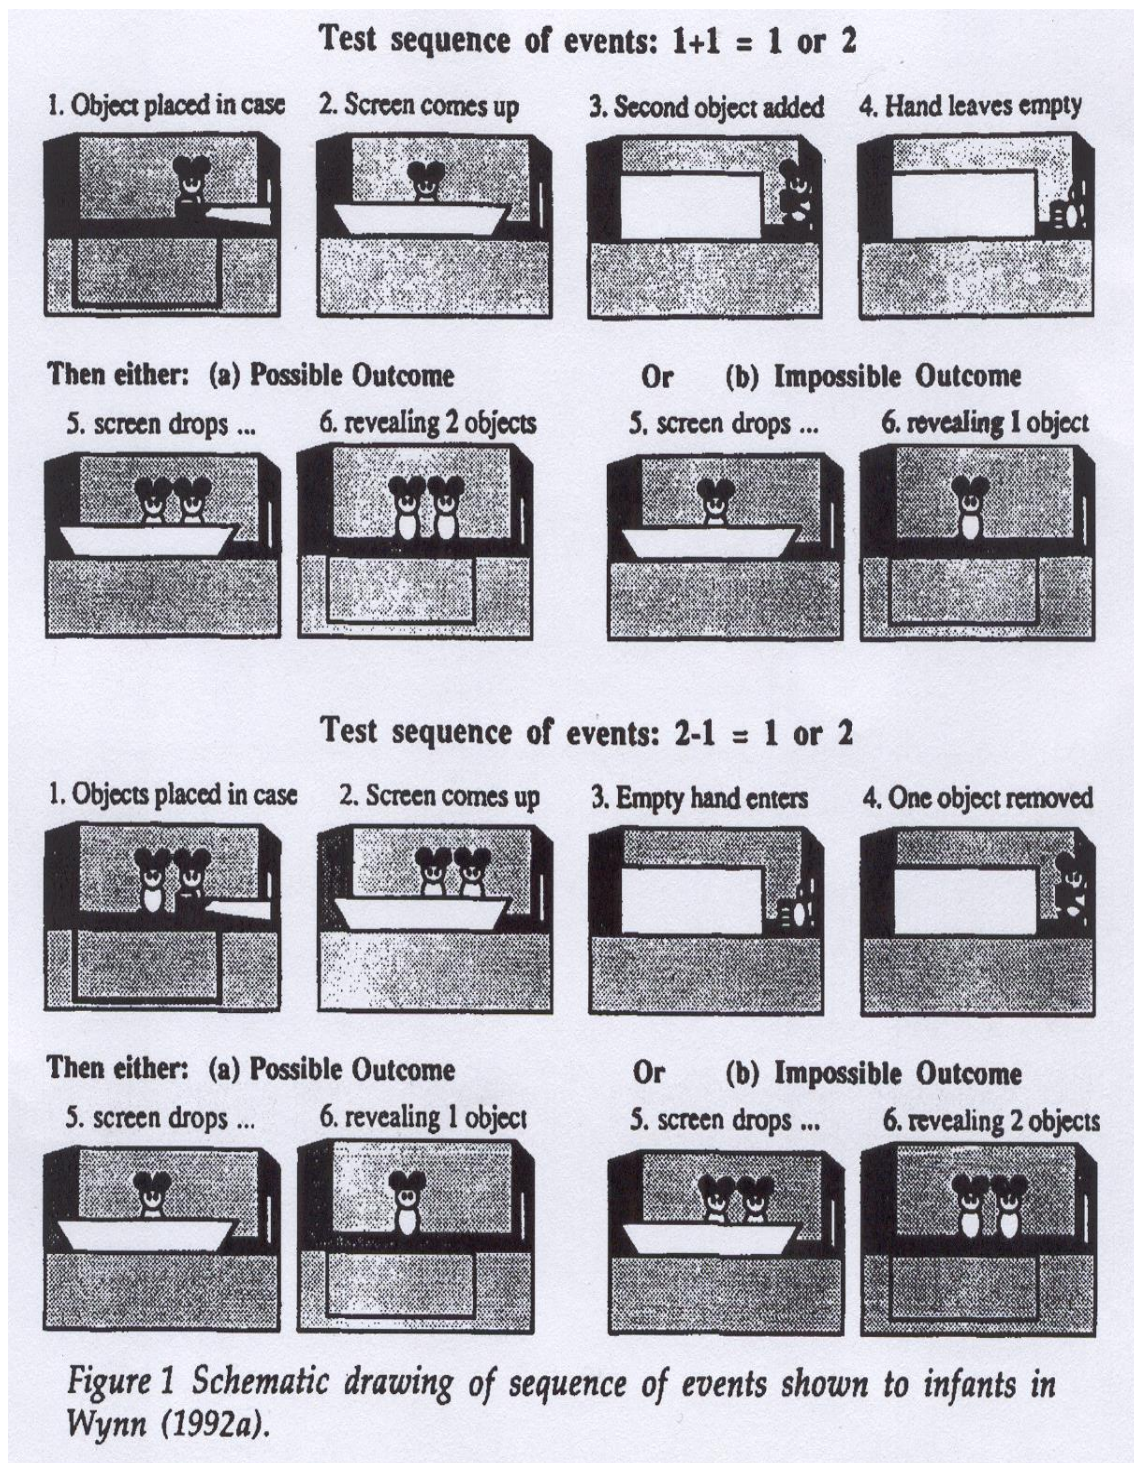 Test sequence of events: 1+1 = 1 or 2
1. Object placed in case
2. Screen comes up
3. Second object added
4. Hand leaves empty
Then either: (a) Possible Outcome
Or (b) Impossible Outcome
5. screen drops ...
6. revealing 2 objects
5. screen drops ...
6. revealing 1 object
Test sequence of events: 2-1 = 1 or 2
1. Objects placed in case
2. Screen comes up
3. Empty hand enters
4. One object removed
Then either: (a) Possible Outcome
Or (b) Impossible Outcome
5. screen drops ...
6. revealing 1 object
5. screen drops ...
6. revealing 2 objects
Figure 1 Schematic drawing of sequence of events shown to infants in
Wynn (1992a).